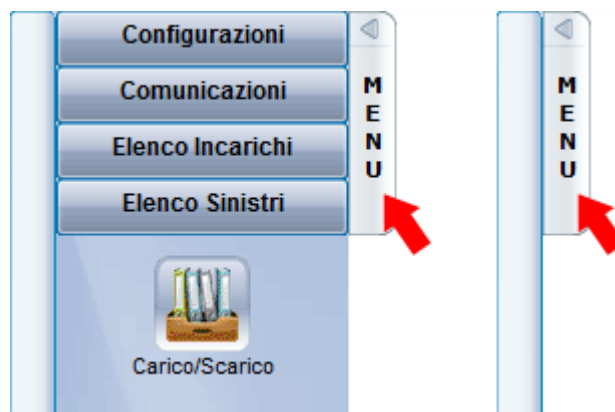 Configurazioni
Comunicazioni
Elenco Incarichi
Elenco Sinistri
Carico/Scarico
M
E
N
U
M
E
N
U